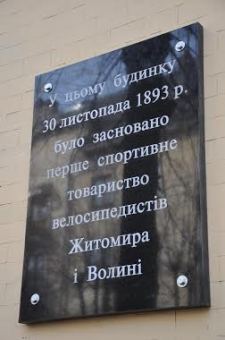 У цьому будинку
30 листопада 1893 р.
було засновано
перше спортивне
товариство
велосипедистів
Житомира
і Волині